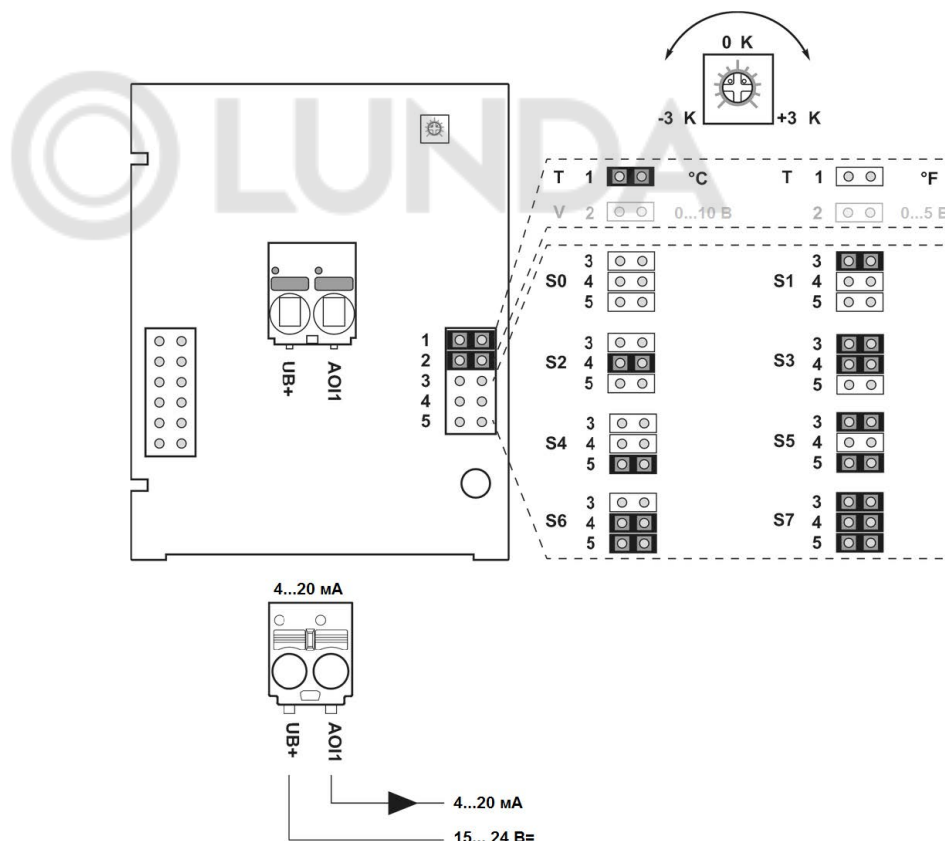 LUNDA
0 K
-3 K +3 K
T 1 °C T 1 °F
V 2 0...10 В 2 0...5 В
3 3
S0 4 S1 4
5 5
3 3
S2 4 S3 4
5 5
3 3
S4 4 S5 4
5 5
3 3
S6 4 S7 4
5 5
1
2
3
4
5
UB+ AOI1
4...20 мА
UB+ AOI1
4...20 мА
15... 24 В=